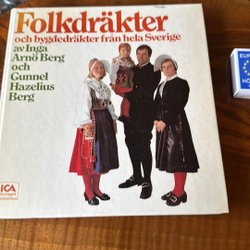 Folkdräkter
och bygdedräkter från hela Sverige
av Inga
Arnö Berg
och
Gunnel
Hazelius
Berg
ICA